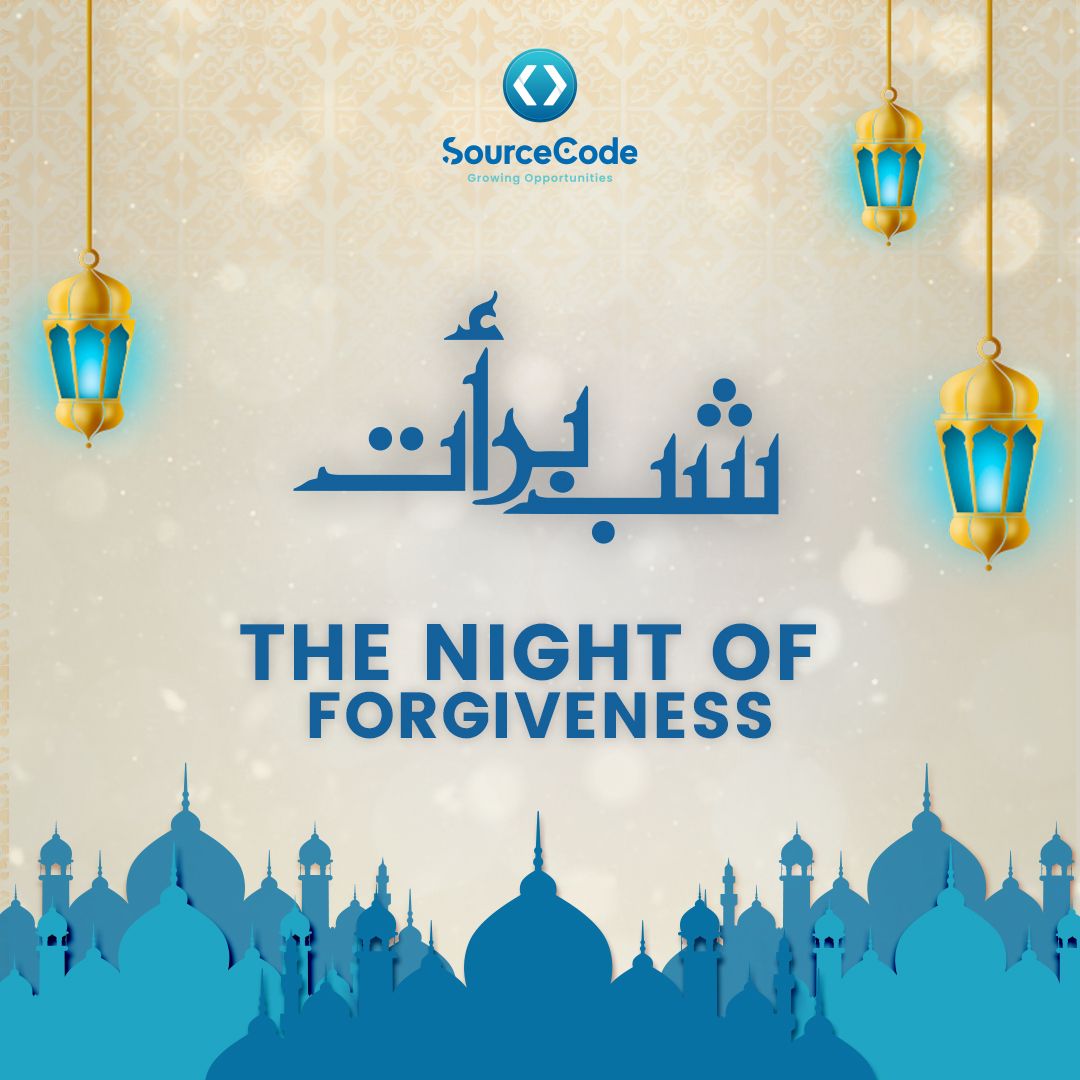 SourceCode
Growing Opportunities
شب برأت
THE NIGHT OF
FORGIVENESS